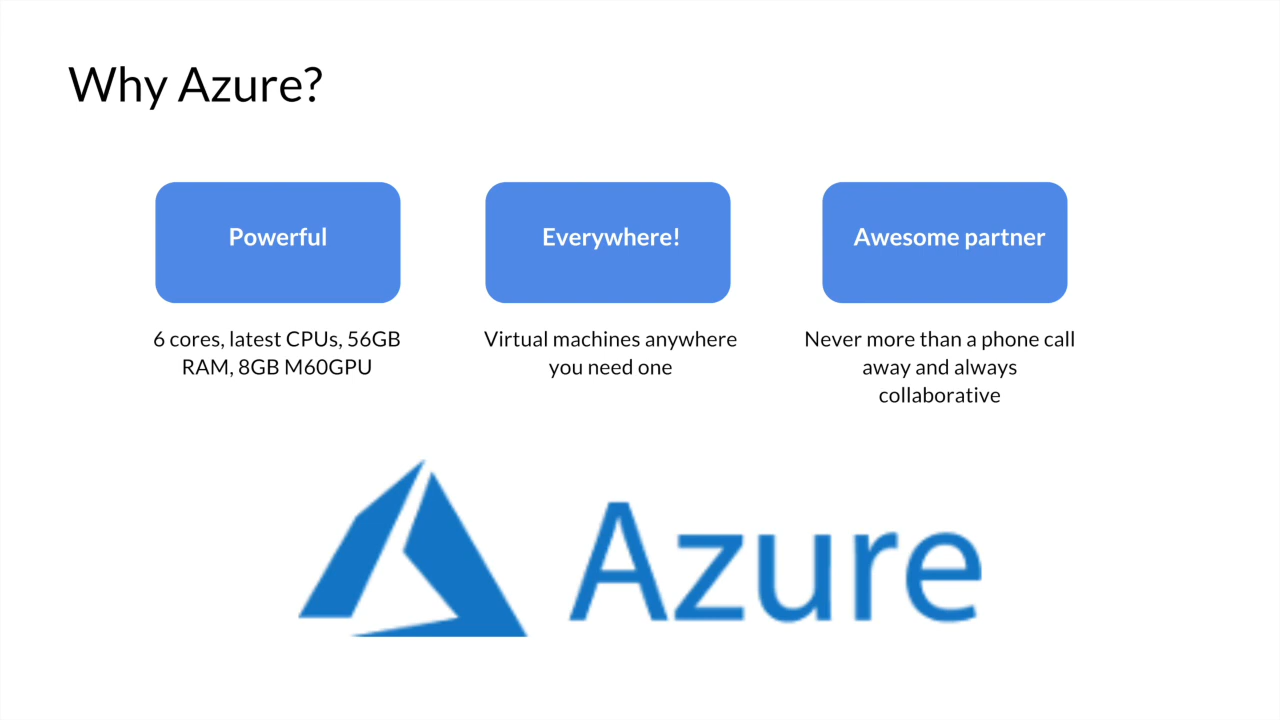 Why Azure?
Powerful
Everywhere!
Awesome partner
6 cores, latest CPUs, 56GB
RAM, 8GB M60GPU
Virtual machines anywhere
you need one
Never more than a phone call
away and always
collaborative
Azure